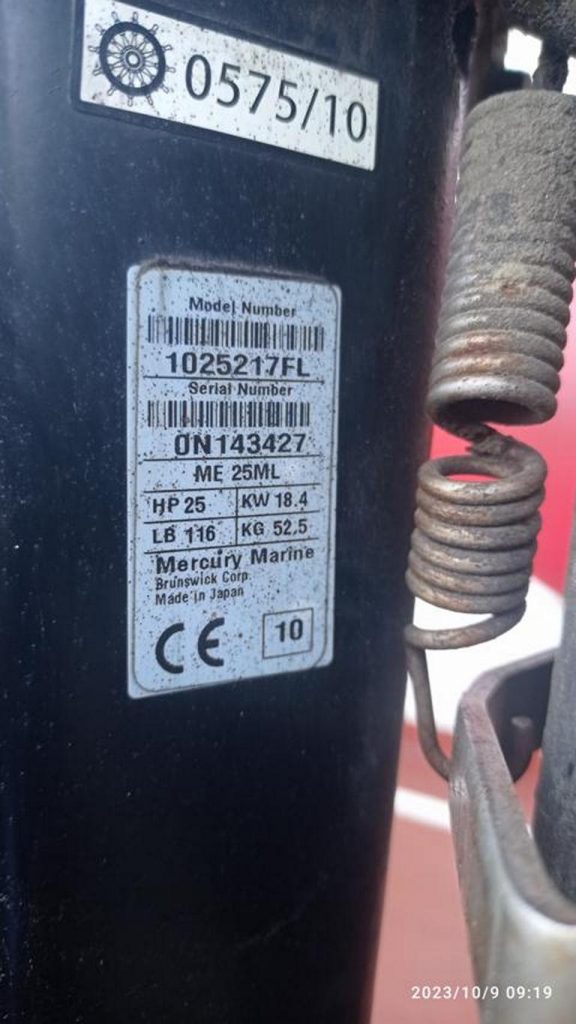 0575/10
Model Number
1025217FL
Serial Number
0N143427
ME 25ML
HP 25 KW 18.4
LB 116 KG 52.5
Mercury Marine
Brunswick Corp.
Made in Japan
CE 10
2023/10/9 09:19